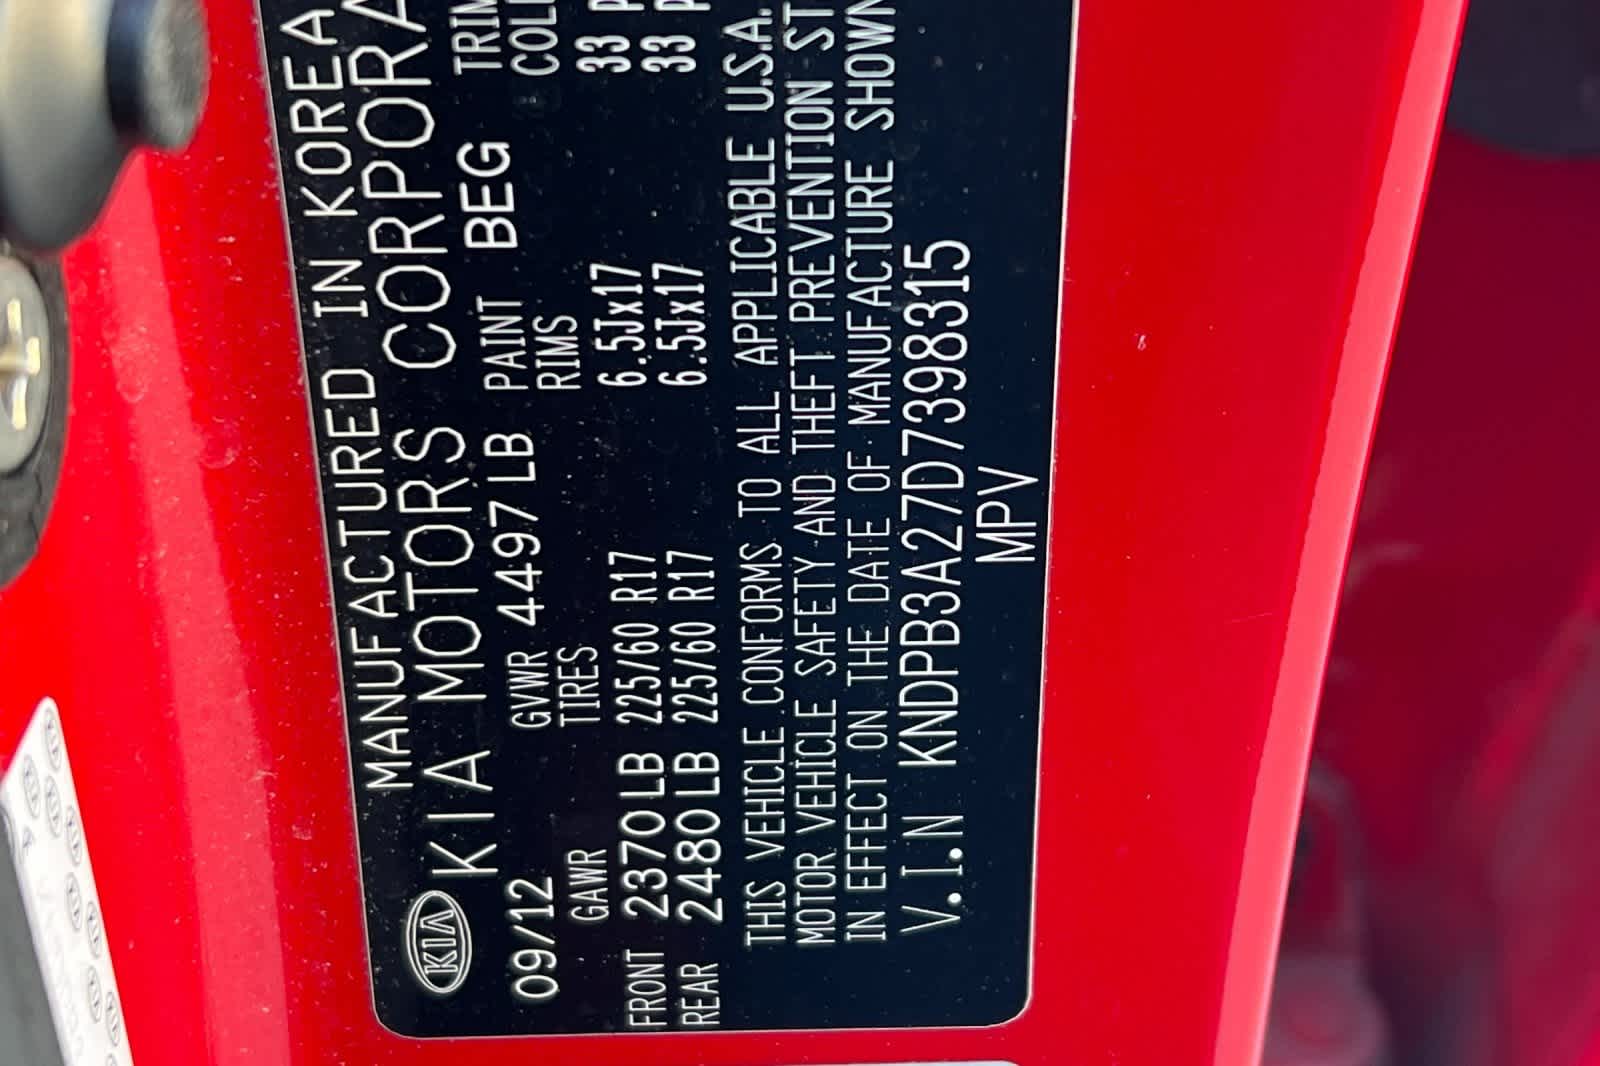 MANUFACTURED IN KOREA
KIA KIA MOTORS CORPORA
09/12 GVWR 4497 LB PAINT BEG TRIM
GAWR TIRES RIMS COL
FRONT 2370 LB 225/60 R17 6.5Jx17 33 P
REAR 2480 LB 225/60 R17 6.5Jx17 33 P
THIS VEHICLE CONFORMS TO ALL APPLICABLE U.S.A.
MOTOR VEHICLE SAFETY AND THEFT PREVENTION ST
IN EFFECT ON THE DATE OF MANUFACTURE SHOWN
V.I.N KNDPB3A27D7398315
MPV